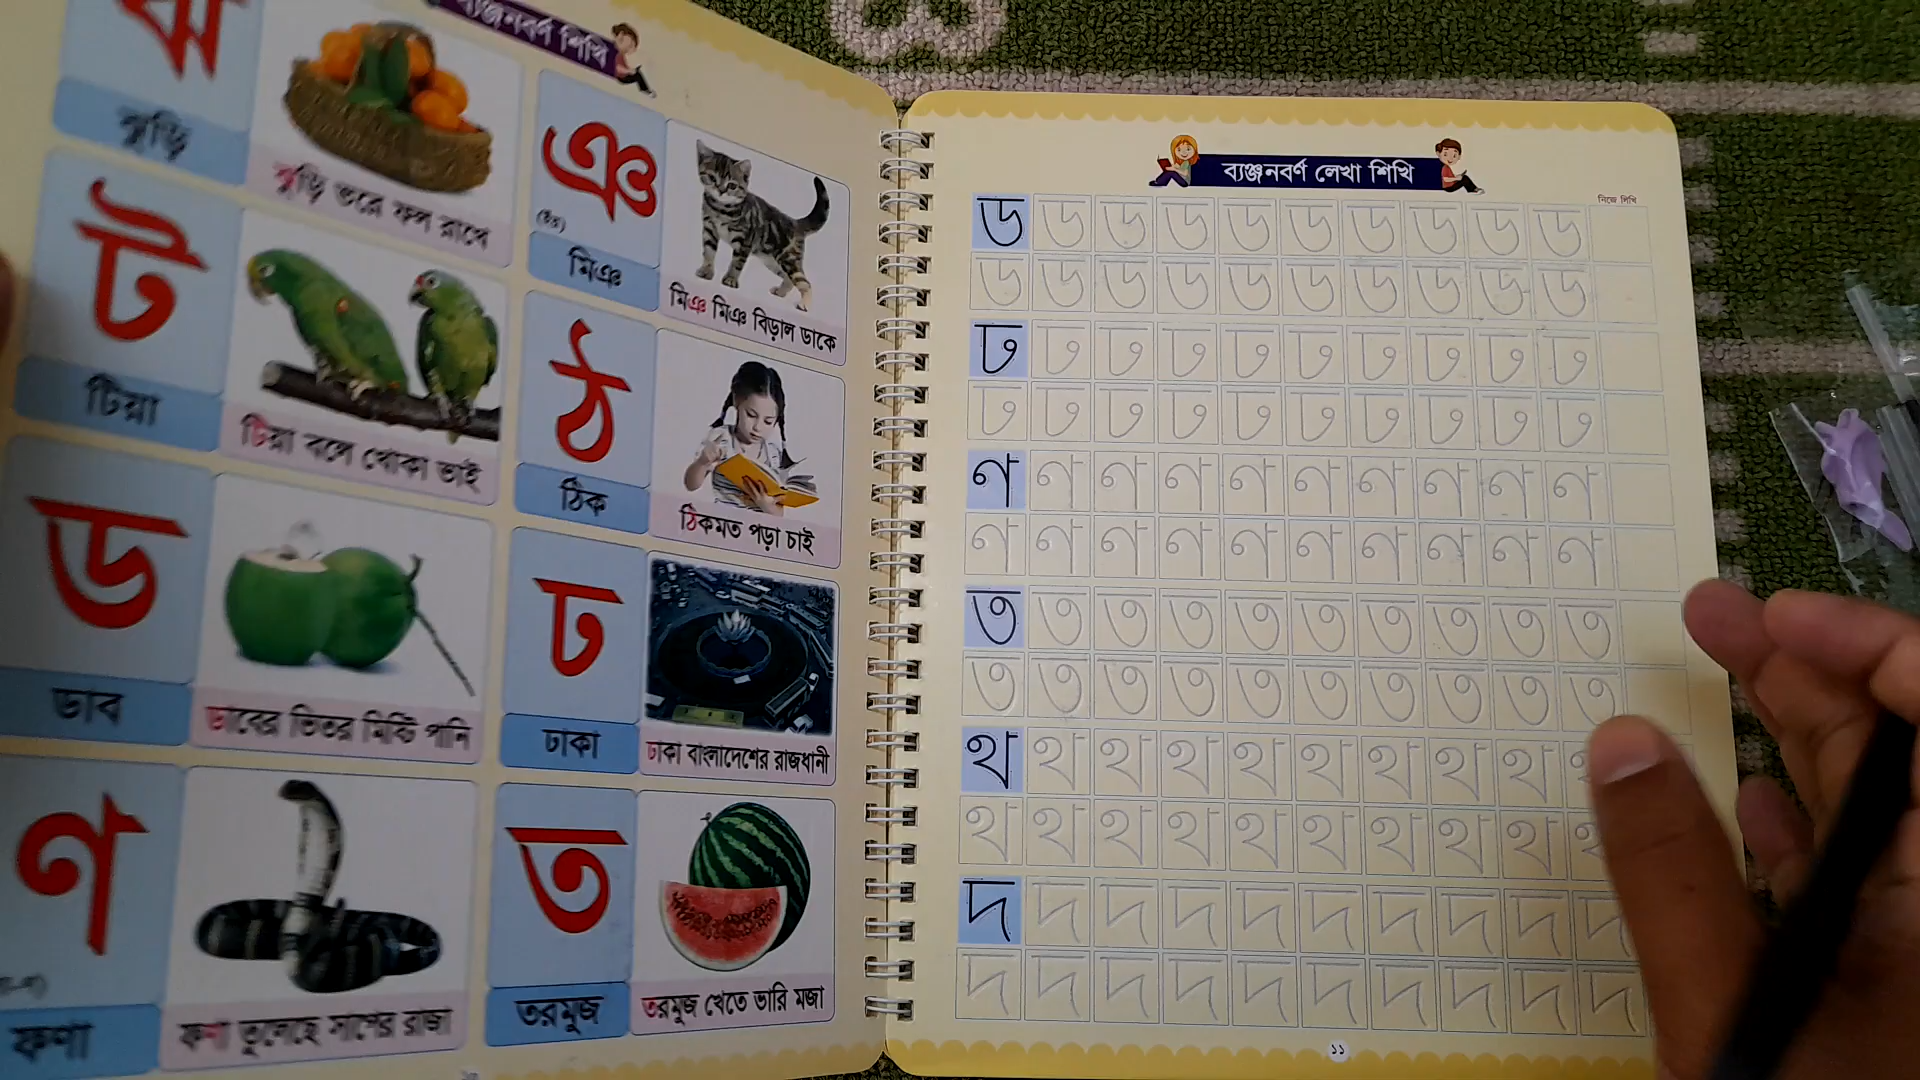 ব্যঞ্জনবর্ণ শিখি
ঝ
ঝুড়ি
ঝুড়ি ভরে ফল রাখে
ঞ
মিঞ
মিঞ মিঞ বিড়াল ডাকে
ট
টিয়া
টিয়া বলে খোকা ভাই
ঠ
ঠিক
ঠিকমত পড়া চাই
ড
ডাব
ডাবের ভিতর মিষ্টি পানি
ঢ
ঢাকা
ঢাকা বাংলাদেশের রাজধানী
ণ
ফণা
ফণা তুলেছে সাপের রাজা
ত
তরমুজ
তরমুজ খেতে ভারি মজা
ব্যঞ্জনবর্ণ লেখা শিখি
নিজে লিখি
ড ড ড ড ড ড ড ড ড ড
ড ড ড ড ড ড ড ড ড ড
ঢ ঢ ঢ ঢ ঢ ঢ ঢ ঢ ঢ ঢ
ঢ ঢ ঢ ঢ ঢ ঢ ঢ ঢ ঢ ঢ
ণ ণ ণ ণ ণ ণ ণ ণ ণ ণ
ণ ণ ণ ণ ণ ণ ণ ণ ণ ণ
ত ত ত ত ত ত ত ত ত ত
ত ত ত ত ত ত ত ত ত ত
থ থ থ থ থ থ থ থ থ
থ থ থ থ থ থ থ থ থ
দ দ দ দ দ দ দ দ দ দ
দ দ দ দ দ দ দ দ দ দ
১১